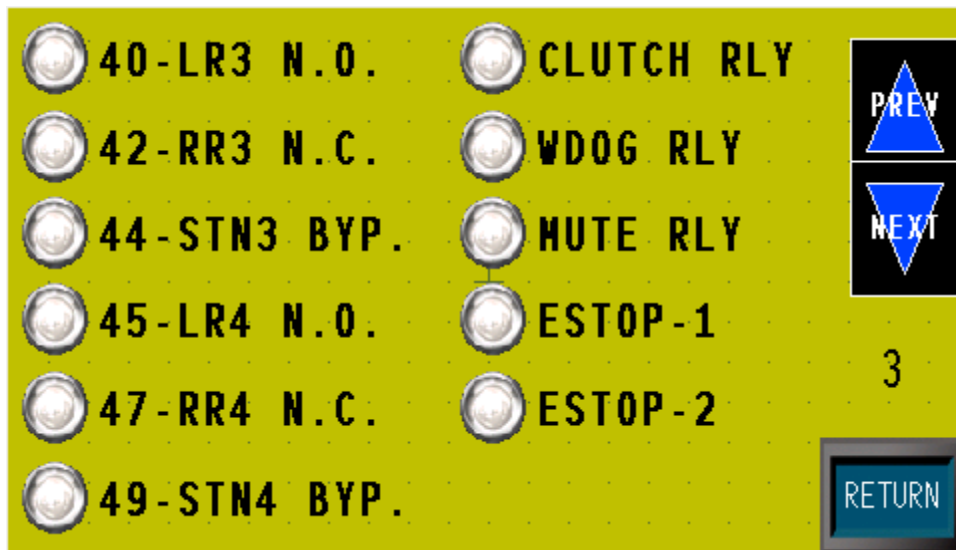 40-LR3 N.O.
42-RR3 N.C.
44-STN3 BYP.
45-LR4 N.O.
47-RR4 N.C.
49-STN4 BYP.
CLUTCH RLY
WDOG RLY
MUTE RLY
ESTOP-1
ESTOP-2
PREV
NEXT
3
RETURN